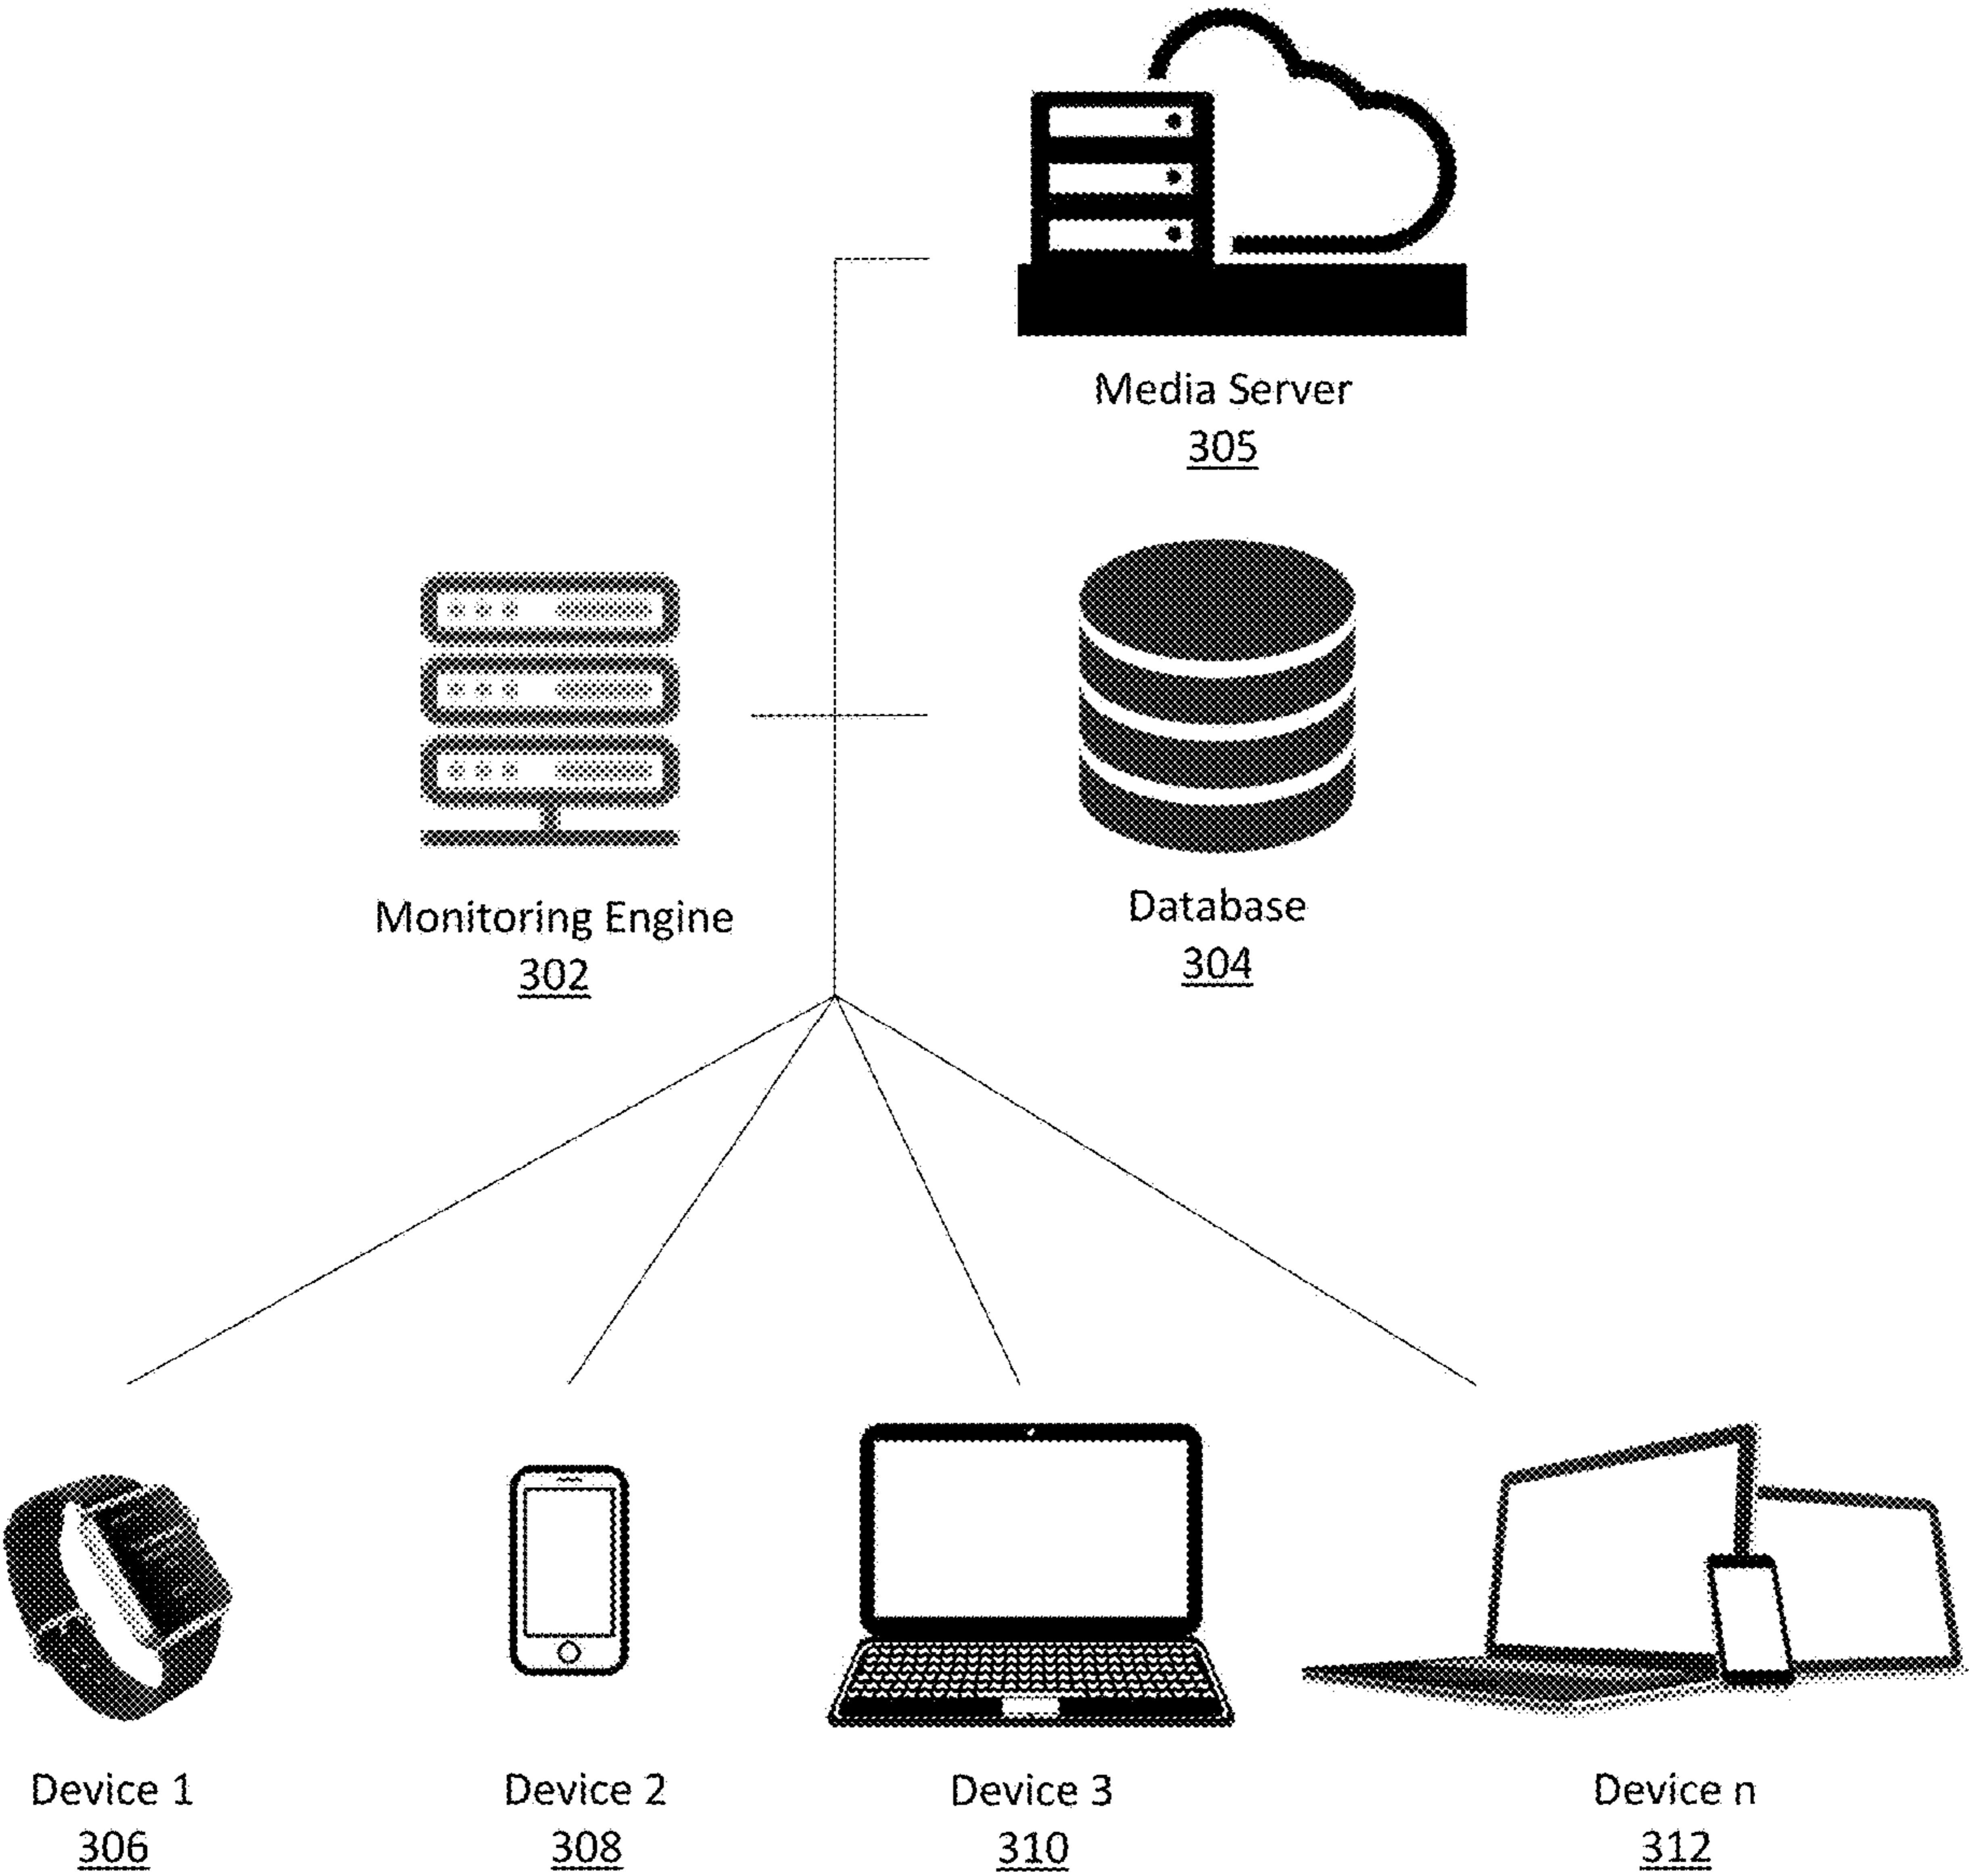 Media Server
305
Monitoring Engine
302
Database
304
Device 1
306
Device 2
308
Device 3
310
Device n
312